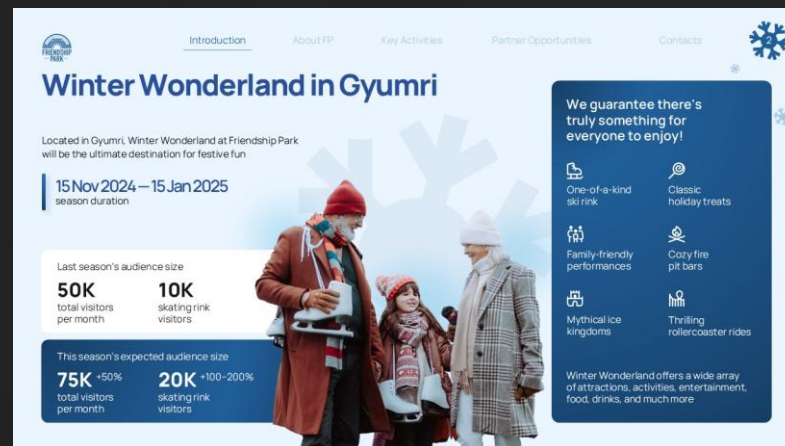 FRIENDSHIP
– PARK –
Introduction
About FP
Key Activities
Partner Opportunities
Contacts
2
Winter Wonderland in Gyumri
Located in Gyumri, Winter Wonderland at Friendship Park
will be the ultimate destination for festive fun
15 Nov 2024 — 15 Jan 2025
season duration
Last season's audience size
50K
total visitors
per month
10K
skating rink
visitors
This season's expected audience size
75K +50%
total visitors
per month
20K +100–200%
skating rink
visitors
We guarantee there's
truly something for
everyone to enjoy!
One-of-a-kind
ski rink
Classic
holiday treats
Family-friendly
performances
Cozy fire
pit bars
Mythical ice
kingdoms
Thrilling
rollercoaster rides
Winter Wonderland offers a wide array
of attractions, activities, entertainment,
food, drinks, and much more